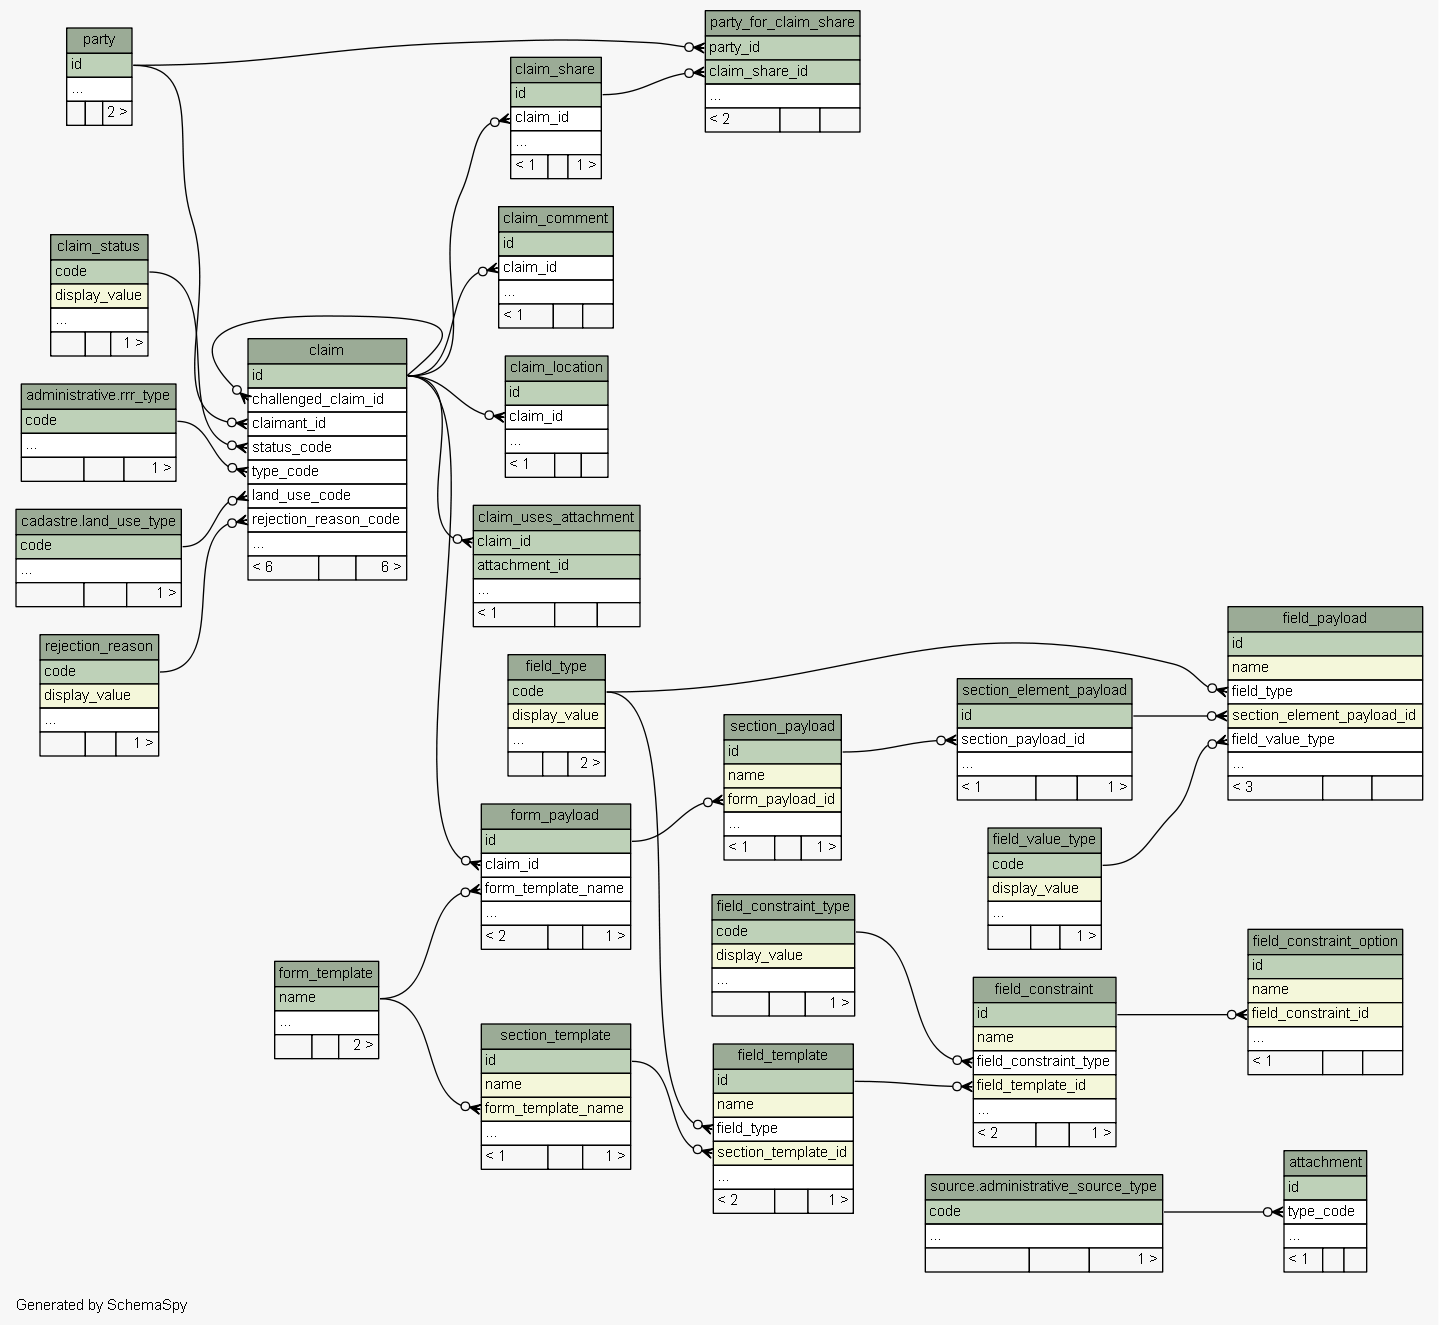 party
id
...
2 >
party_for_claim_share
party_id
claim_share_id
...
< 2
claim_share
id
claim_id
...
< 1 1 >
claim_comment
id
claim_id
...
< 1
claim_status
code
display_value
...
1 >
claim
id
challenged_claim_id
claimant_id
status_code
type_code
land_use_code
rejection_reason_code
...
< 6 6 >
claim_location
id
claim_id
...
< 1
administrative.rrr_type
code
...
1 >
cadastre.land_use_type
code
...
1 >
claim_uses_attachment
claim_id
attachment_id
...
< 1
rejection_reason
code
display_value
...
1 >
field_type
code
display_value
...
2 >
field_payload
id
name
field_type
section_element_payload_id
field_value_type
...
< 3
section_element_payload
id
section_payload_id
...
< 1 1 >
section_payload
id
name
form_payload_id
...
< 1 1 >
form_payload
id
claim_id
form_template_name
...
< 2 1 >
field_value_type
code
display_value
...
1 >
field_constraint_type
code
display_value
...
1 >
field_constraint_option
id
name
field_constraint_id
...
< 1
form_template
name
...
2 >
field_constraint
id
name
field_constraint_type
field_template_id
...
< 2 1 >
section_template
id
name
form_template_name
...
< 1 1 >
field_template
id
name
field_type
section_template_id
...
< 2 1 >
source.administrative_source_type
code
...
1 >
attachment
id
type_code
...
< 1
Generated by SchemaSpy